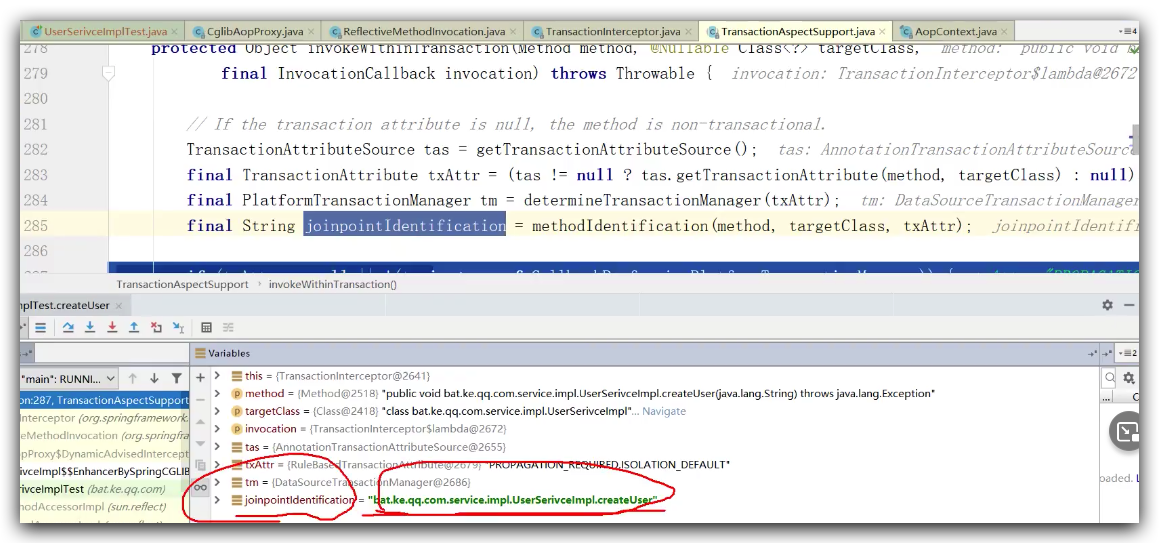 UserSerivceImplTest.java × CglibAopProxy.java × ReflectiveMethodInvocation.java × TransactionInterceptor.java × TransactionAspectSupport.java × AopContext.java × 4
278 protected Object invokeWithinTransaction(Method method, @Nullable Class<?> targetClass, method: public void
279 final InvocationCallback invocation) throws Throwable { invocation: TransactionInterceptor$lambda@2672
280
281 // If the transaction attribute is null, the method is non-transactional.
282 TransactionAttributeSource tas = getTransactionAttributeSource(); tas: AnnotationTransactionAttributeSource
283 final TransactionAttribute txAttr = (tas != null ? tas.getTransactionAttribute(method, targetClass) : null)
284 final PlatformTransactionManager tm = determineTransactionManager(txAttr); tm: DataSourceTransactionManager
285 final String joinpointIdentification = methodIdentification(method, targetClass, txAttr); joinpointIdentifi
286
TransactionAspectSupport › invokeWithinTransaction()
mplTest.createUser ×
Variables 2
"main": RUNNI...
this = {TransactionInterceptor@2641}
on:287, TransactionAspectSupport method = {Method@2518} "public void bat.ke.qq.com.service.impl.UserSerivceImpl.createUser(java.lang.String) throws java.lang.Exception" ...
Interceptor (org.springframework. targetClass = {Class@2418} "class bat.ke.qq.com.service.impl.UserSerivceImpl"... Navigate
eMethodInvocation (org.springfra invocation = {TransactionInterceptor$lambda@2672}
opProxy$DynamicAdvisedIntercept tas = {AnnotationTransactionAttributeSource@2655}
rivceImpl$$EnhancerBySpringCGLIB txAttr = {RuleBasedTransactionAttribute@2679} "PROPAGATION_REQUIRED,ISOLATION_DEFAULT"
erivceImplTest (bat.ke.qq.com) tm = {DataSourceTransactionManager@2686} oaded.
hodAccessorImpl (sun.reflect) joinpointIdentification = "bat.ke.qq.com.service.impl.UserSerivceImpl.createUser"